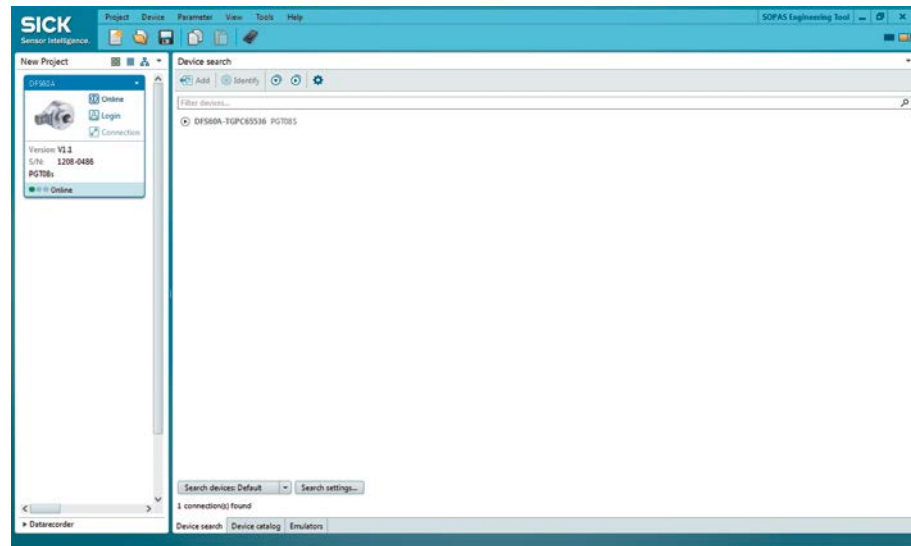 SICK
Sensor Intelligence.
Project Device Parameter View Tools Help
SOPAS Engineering Tool
New Project
Device search
DFS60A
Online
Login
Connection
Version: V1.1
S/N: 1208-0486
PGT08s
Online
Add Identify
Filter devices...
DFS60A-TGPC65536 PGT08S
Search devices: Default Search settings...
1 connection(s) found
Datarecorder
Device search Device catalog Emulators